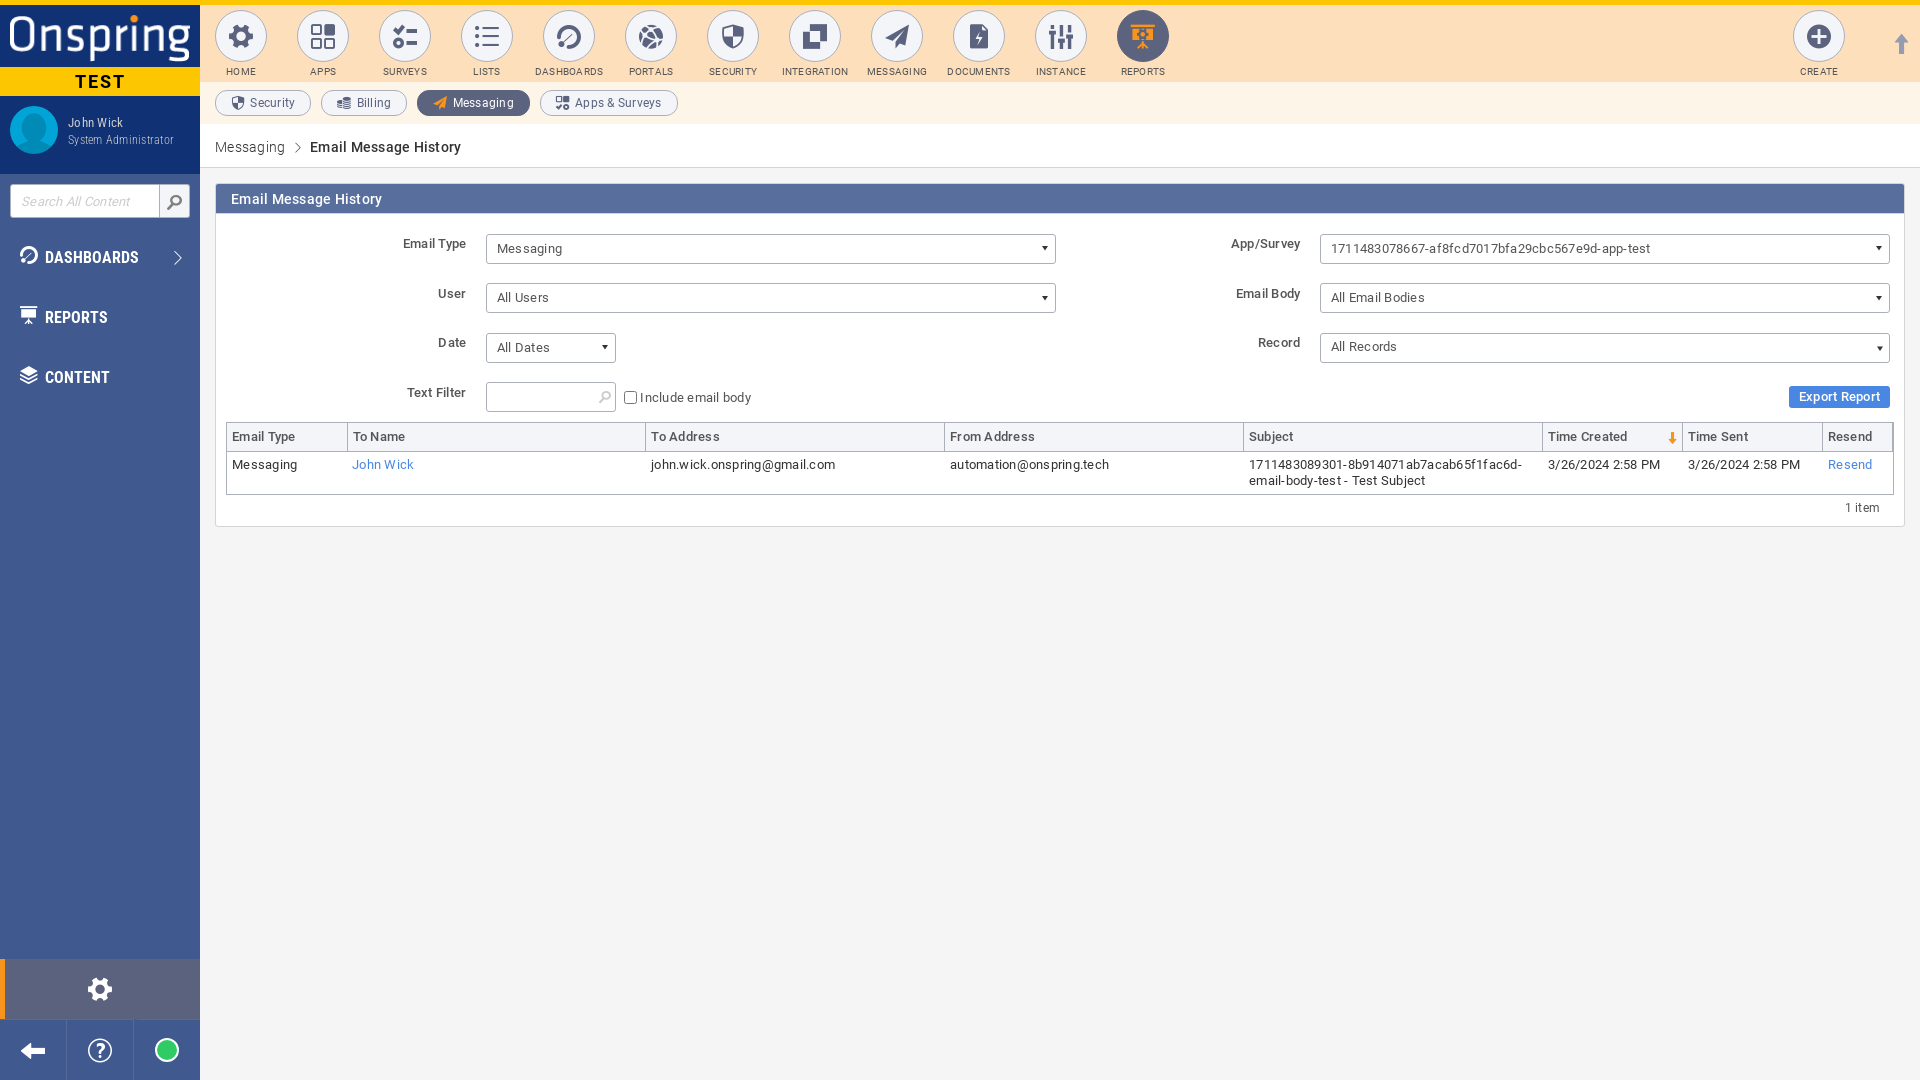 Onspring
TEST
John Wick
System Administrator
Search All Content
DASHBOARDS
REPORTS
CONTENT
HOME
APPS
SURVEYS
LISTS
DASHBOARDS
PORTALS
SECURITY
INTEGRATION
MESSAGING
DOCUMENTS
INSTANCE
REPORTS
CREATE
Security
Billing
Messaging
Apps & Surveys
Messaging > Email Message History
Email Message History
Email Type Messaging
App/Survey 1711483078667-af8fcd7017bfa29cbc567e9d-app-test
User All Users
Email Body All Email Bodies
Date All Dates
Record All Records
Text Filter Include email body
Export Report
Email Type To Name To Address From Address Subject Time Created Time Sent Resend
Messaging John Wick john.wick.onspring@gmail.com automation@onspring.tech 1711483089301-8b914071ab7acab65f1fac6d- 3/26/2024 2:58 PM 3/26/2024 2:58 PM Resend
email-body-test - Test Subject
1 item